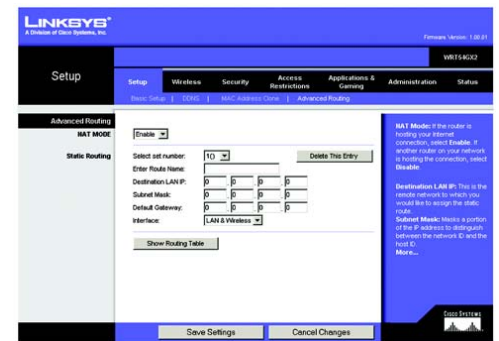 LINKSYS®
A Division of Cisco Systems, Inc.
Firmware Version: 1.00.01
WRT54GX2
Setup
Setup Wireless Security Access Restrictions Applications & Gaming Administration Status
Basic Setup | DDNS | MAC Address Clone | Advanced Routing
Advanced Routing
NAT MODE
Enable
Static Routing
Select set number: 1() Delete This Entry
Enter Route Name:
Destination LAN IP: 0 . 0 . 0 . 0
Subnet Mask: 0 . 0 . 0 . 0
Default Gateway: 0 . 0 . 0 . 0
Interface: LAN & Wireless
Show Routing Table
NAT Mode: If the
router is
hosting your Internet
connection, select Enable. If
another router on your network
is hosting the connection, select
Disable.
Destination LAN IP: This is the
remote network to which you
would like to assign the static
route.
Subnet Mask: Masks a portion
of the IP address to distinguish
between the network ID and the
host ID.
More...
Save Settings Cancel Changes
CISCO SYSTEMS